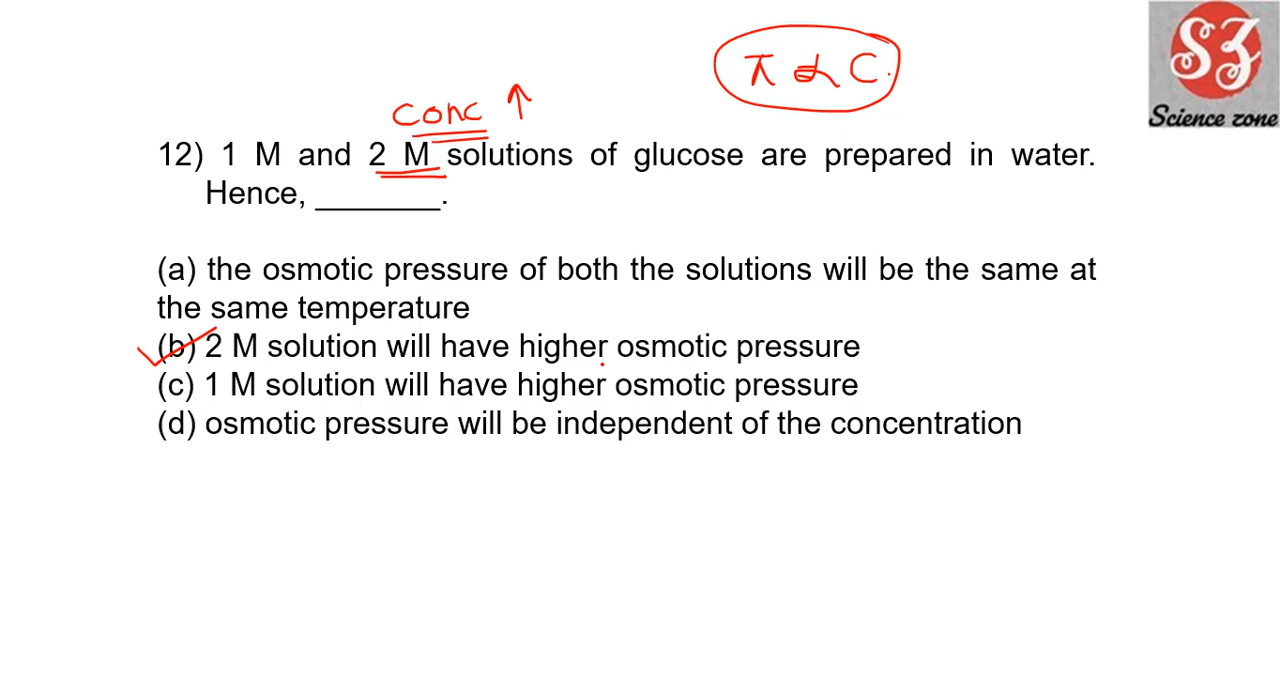 SZ
Science zone
π α C.
Conc ↑
12) 1 M and 2 M solutions of glucose are prepared in water.
Hence, _______.
(a) the osmotic pressure of both the solutions will be the same at
the same temperature
(b) 2 M solution will have higher osmotic pressure
(c) 1 M solution will have higher osmotic pressure
(d) osmotic pressure will be independent of the concentration